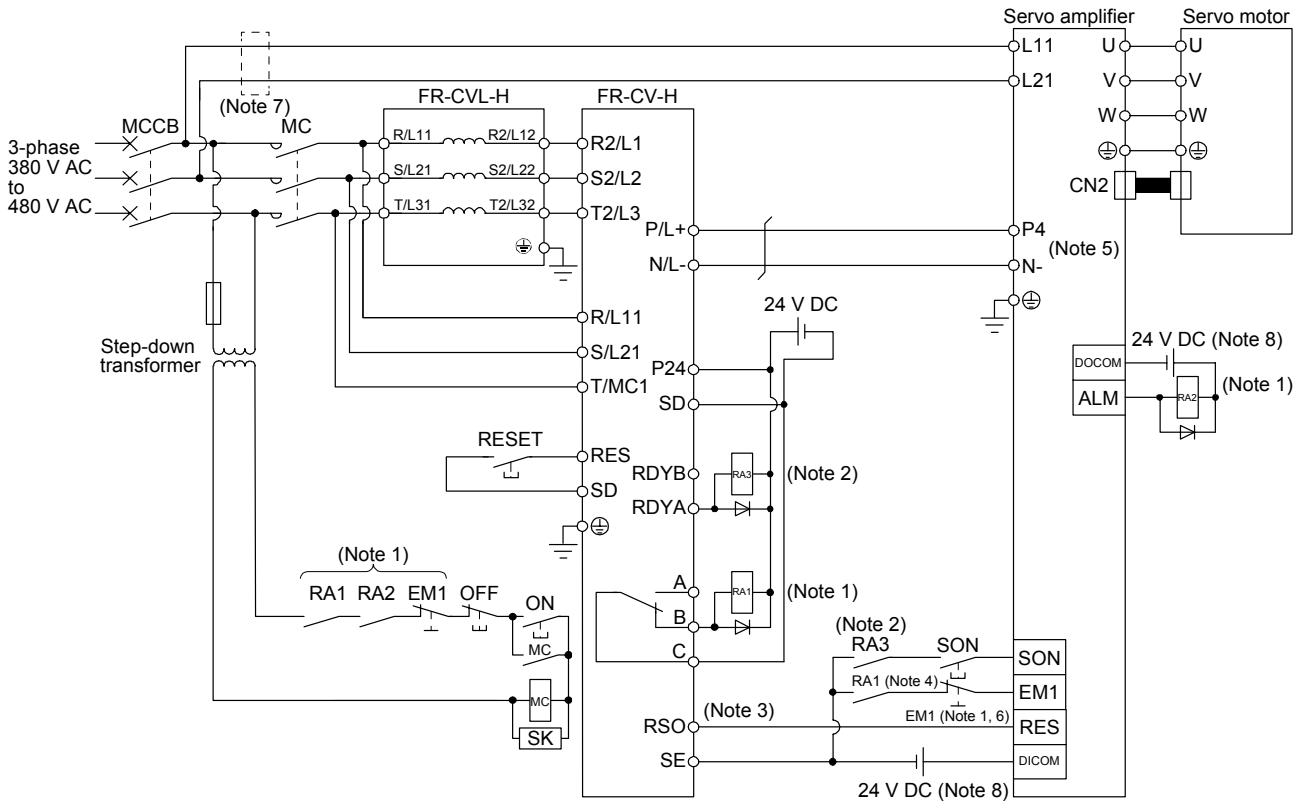 Servo amplifier
Servo motor
L11
U
U
L21
V
V
(Note 7)
FR-CVL-H
FR-CV-H
W
W
MCCB
MC
3-phase
380 V AC
to
480 V AC
R/L11
R2/L12
R2/L1
S/L21
S2/L22
S2/L2
CN2
T/L31
T2/L32
T2/L3
P/L+
P4
(Note 5)
N/L-
N-
24 V DC
R/L11
Step-down
transformer
S/L21
P24
24 V DC (Note 8)
DOCOM
T/MC1
SD
ALM
RA2
(Note 1)
RESET
RES
RDYB
RA3
(Note 2)
SD
RDYA
(Note 1)
RA1
RA2
EM1
OFF
ON
A
RA1
(Note 1)
B
MC
C
(Note 2)
RA3
SON
SON
RA1 (Note 4)
EM1
MC
SK
RSO
(Note 3)
EM1 (Note 1, 6)
RES
SE
DICOM
24 V DC (Note 8)